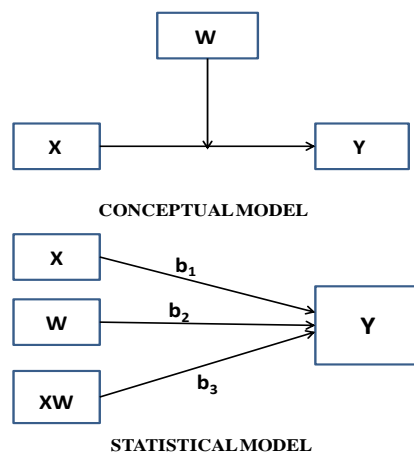 W
X Y
CONCEPTUAL MODEL
X
b₁
W b₂ Y
XW b₃
STATISTICAL MODEL